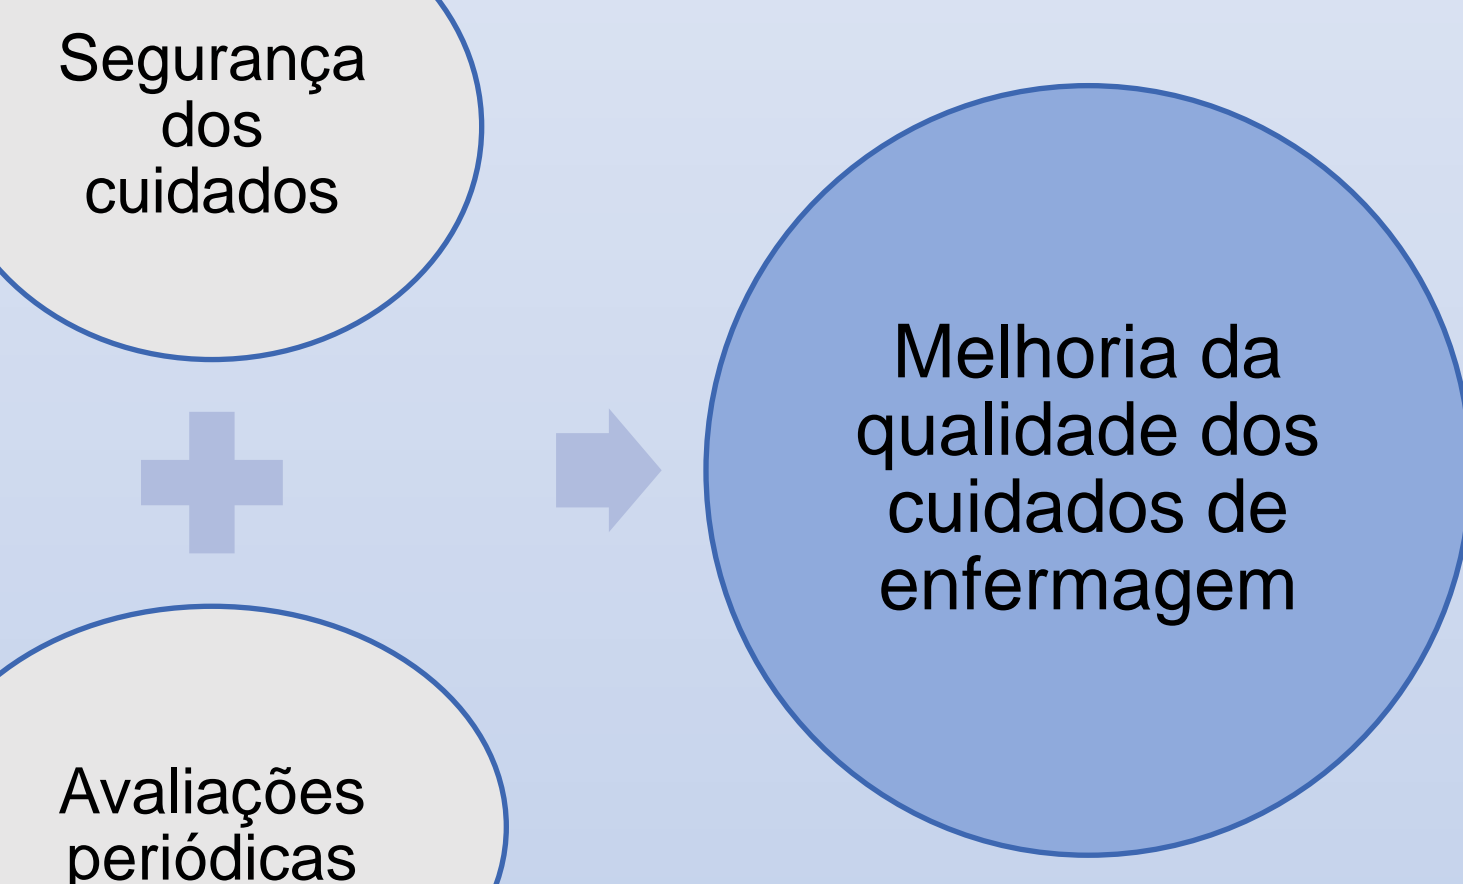 Segurança
dos
cuidados
Melhoria da
qualidade dos
cuidados de
enfermagem
Avaliações
periódicas